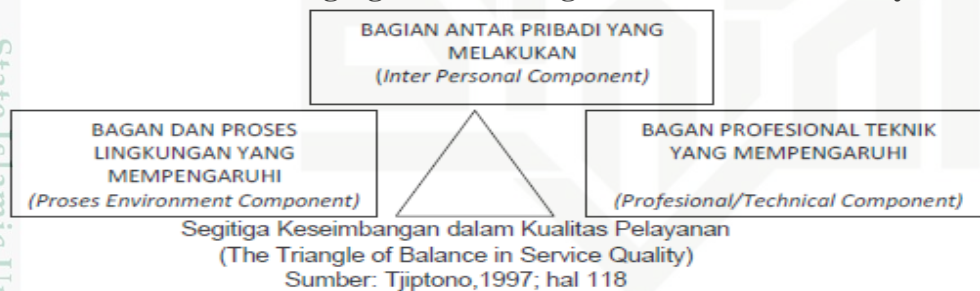 BAGIAN ANTAR PRIBADI YANG
MELAKUKAN
(Inter Personal Component)
BAGAN DAN PROSES
LINGKUNGAN YANG
MEMPENGARUHI
(Proses Environment Component)
BAGAN PROFESIONAL TEKNIK
YANG MEMPENGARUHI
(Profesional/Technical Component)
Segitiga Keseimbangan dalam Kualitas Pelayanan
(The Triangle of Balance in Service Quality)
Sumber: Tjiptono,1997; hal 118